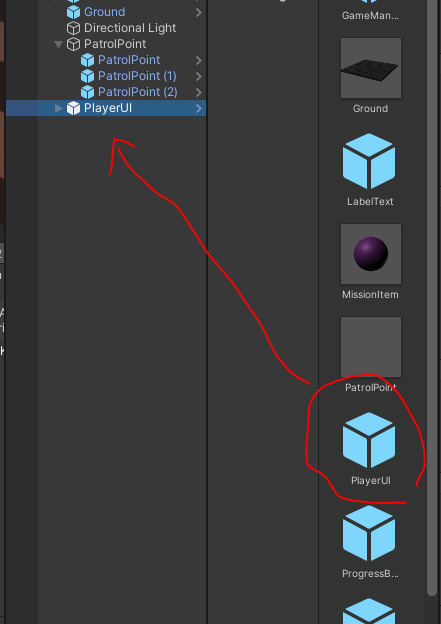 Ground
Directional Light
PatrolPoint
PatrolPoint
PatrolPoint (1)
PatrolPoint (2)
PlayerUI
GameMan...
Ground
LabelText
MissionItem
PatrolPoint
PlayerUI
ProgressB...